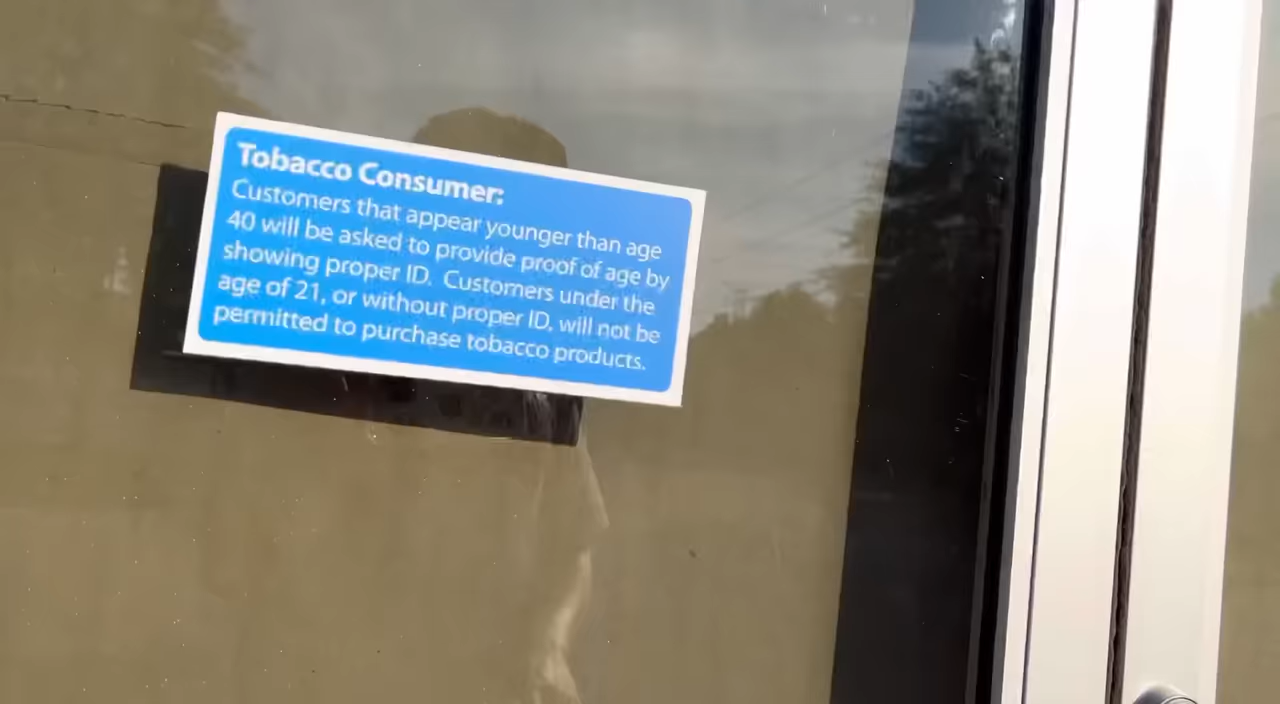 Tobacco Consumer:
Customers that appear younger than age
40 will be asked to provide proof of age by
showing proper ID. Customers under the
age of 21, or without proper ID, will not be
permitted to purchase tobacco products.